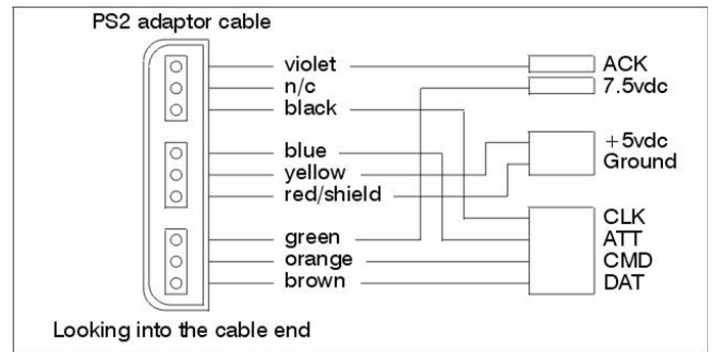 PS2 adaptor cable
violet
n/c
black
blue
yellow
red/shield
green
orange
brown
ACK
7.5vdc
+5vdc
Ground
CLK
ATT
CMD
DAT
Looking into the cable end